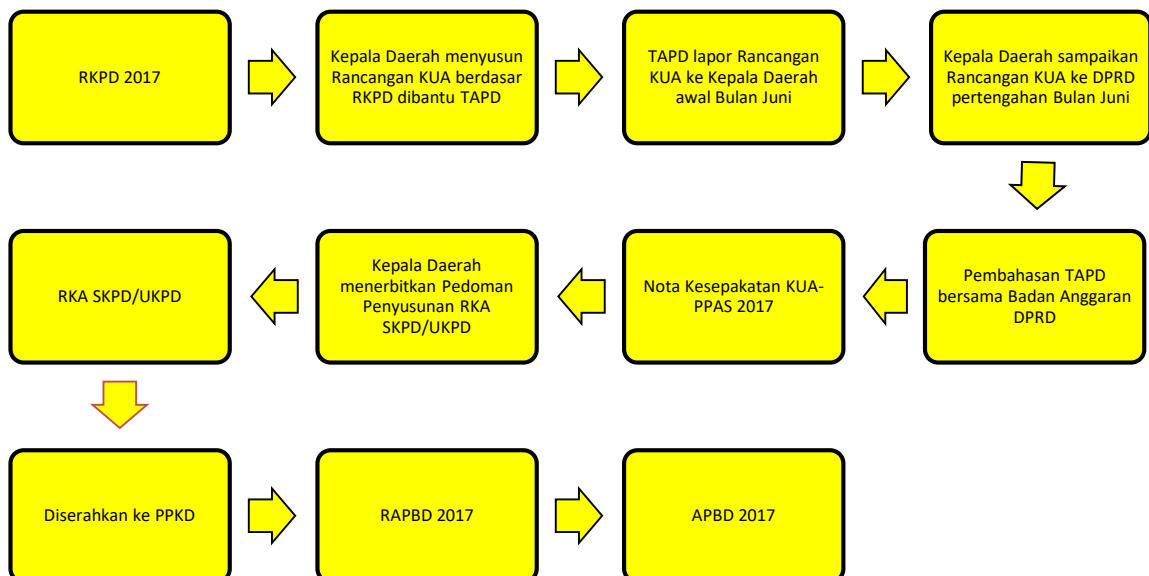 RKPD 2017
Kepala Daerah menyusun
Rancangan KUA berdasar
RKPD dibantu TAPD
TAPD lapor Rancangan
KUA ke Kepala Daerah
awal Bulan Juni
Kepala Daerah sampaikan
Rancangan KUA ke DPRD
pertengahan Bulan Juni
Pembahasan TAPD
bersama Badan Anggaran
DPRD
Nota Kesepakatan KUA-
PPAS 2017
Kepala Daerah
menerbitkan Pedoman
Penyusunan RKA
SKPD/UKPD
RKA SKPD/UKPD
Diserahkan ke PPKD
RAPBD 2017
APBD 2017